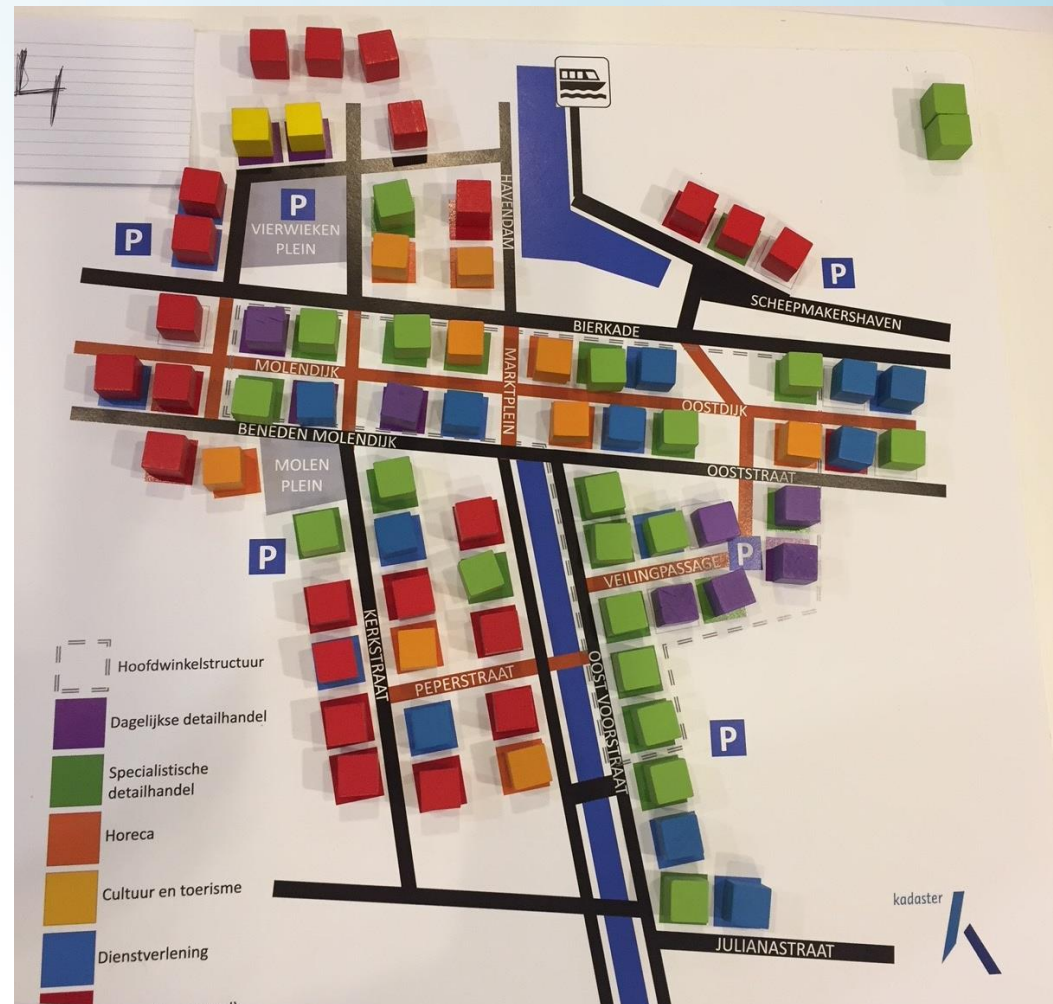 4
HAVENDAM
P
VIERWIEKEN
PLEIN
P
P
SCHEEPMAKERSHAVEN
BIERKADE
MOLENDIJK
MARKTPLEIN
OOSTDIJK
BENEDEN MOLENDIJK
OOSTSTRAAT
MOLEN
PLEIN
P
VEILINGPASSAGE
P
KERKSTRAAT
PEPERSTRAAT
OOST VOORSTRAAT
P
JULIANASTRAAT
Hoofdwinkelstructuur
Dagelijkse detailhandel
Specialistische
detailhandel
Horeca
Cultuur en toerisme
Dienstverlening
kadaster